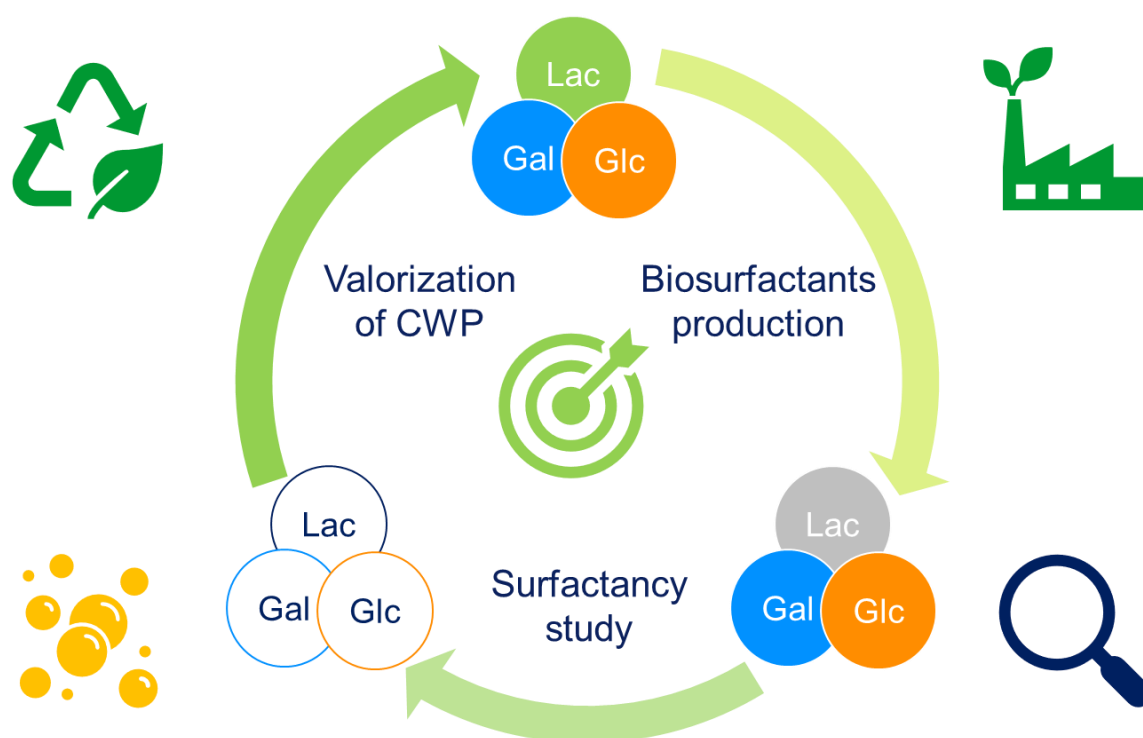 Lac
Gal
Glc
Valorization
of CWP
Biosurfactants
production
Lac
Gal
Glc
Surfactancy
study
Lac
Gal
Glc